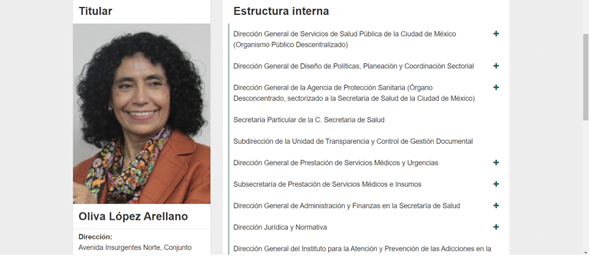 Titular
Oliva López Arellano
Dirección:
Avenida Insurgentes Norte, Conjunto
Estructura interna
Dirección General de Servicios de Salud Pública de la Ciudad de México
(Organismo Público Descentralizado)
Dirección General de Diseño de Políticas, Planeación y Coordinación Sectorial
Dirección General de la Agencia de Protección Sanitaria (Órgano
Desconcentrado, sectorizado a la Secretaria de Salud de la Ciudad de México)
Secretaría Particular de la C. Secretaria de Salud
Subdirección de la Unidad de Transparencia y Control de Gestión Documental
Dirección General de Prestación de Servicios Médicos y Urgencias
Subsecretaría de Prestación de Servicios Médicos e Insumos
Dirección General de Administración y Finanzas en la Secretaría de Salud
Dirección Jurídica y Normativa
Dirección General del Instituto para la Atención y Prevención de las Adicciones en la